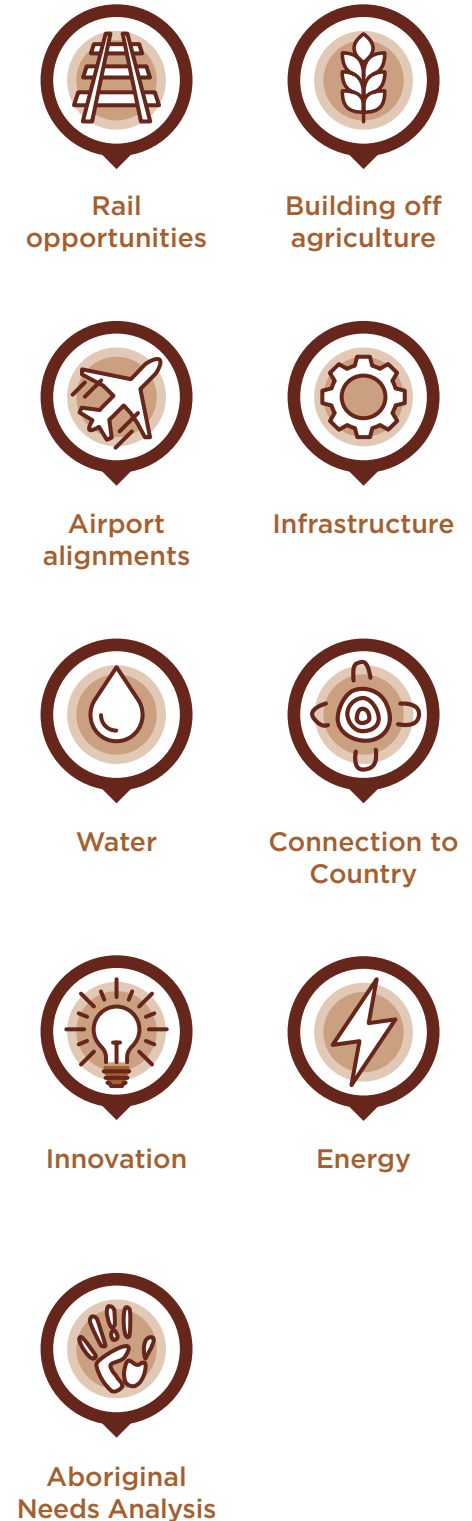 Rail
opportunities
Building off
agriculture
Airport
alignments
Infrastructure
Water
Connection to
Country
Innovation
Energy
Aboriginal
Needs Analysis